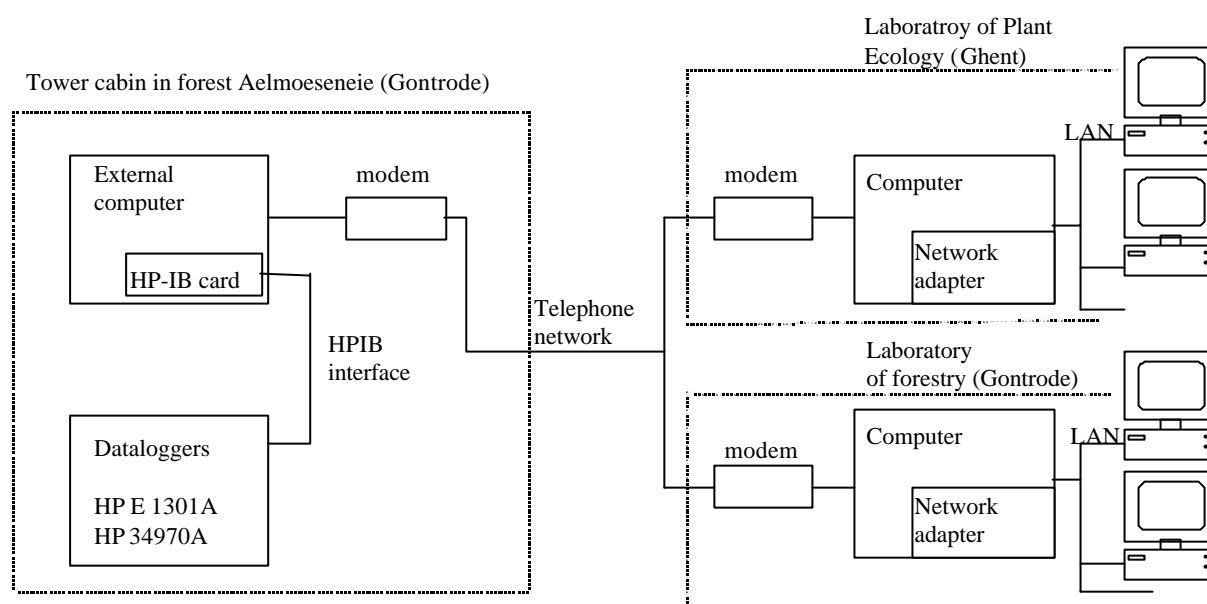 Tower cabin in forest Aelmoeseneie (Gontrode)
External
computer
HP-IB card
modem
HPIB
interface
Dataloggers
HP E 1301A
HP 34970A
Telephone
network
Laboratroy of Plant
Ecology (Ghent)
modem
Computer
Network
adapter
LAN
Laboratory
of forestry (Gontrode)
modem
Computer
Network
adapter
LAN